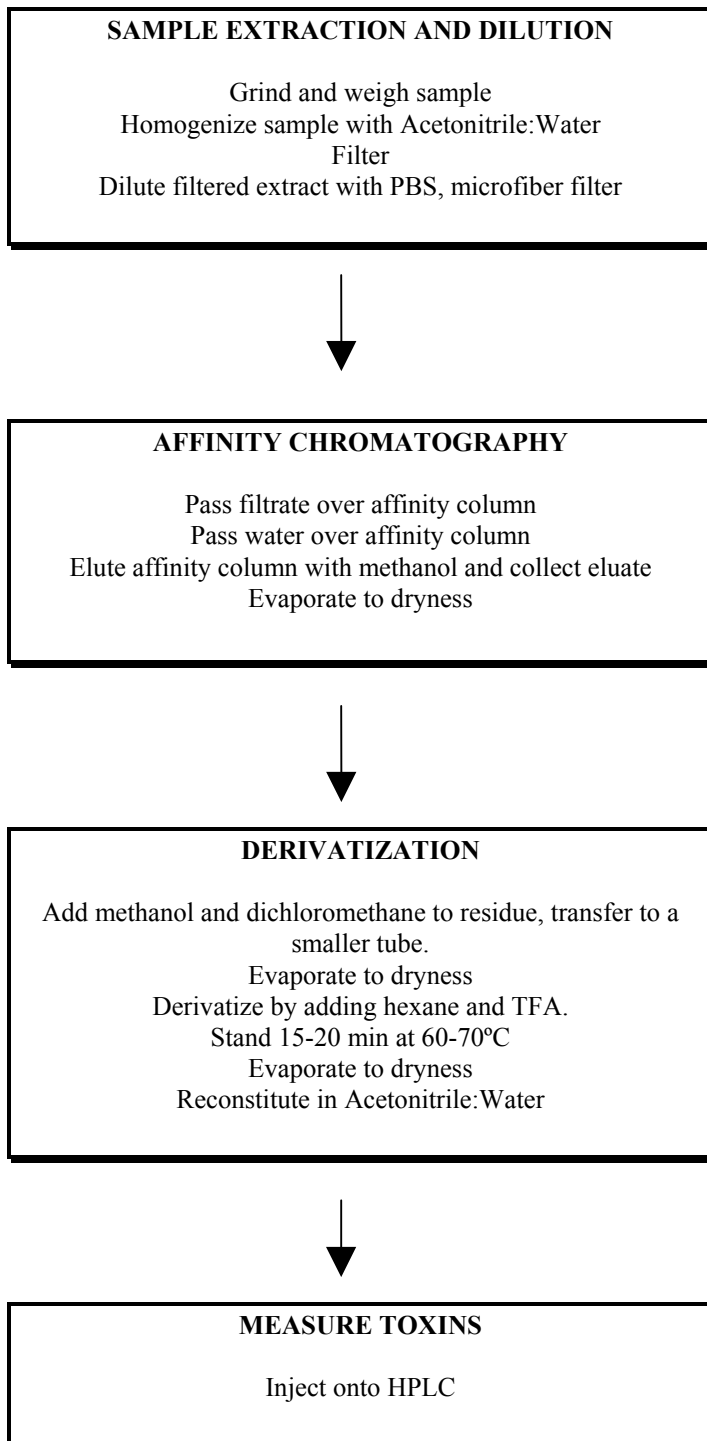 SAMPLE EXTRACTION AND DILUTION
Grind and weigh sample
Homogenize sample with Acetonitrile:Water
Filter
Dilute filtered extract with PBS, microfiber filter
AFFINITY CHROMATOGRAPHY
Pass filtrate over affinity column
Pass water over affinity column
Elute affinity column with methanol and collect eluate
Evaporate to dryness
DERIVATIZATION
Add methanol and dichloromethane to residue, transfer to a
smaller tube.
Evaporate to dryness
Derivatize by adding hexane and TFA.
Stand 15-20 min at 60-70ºC
Evaporate to dryness
Reconstitute in Acetonitrile:Water
MEASURE TOXINS
Inject onto HPLC